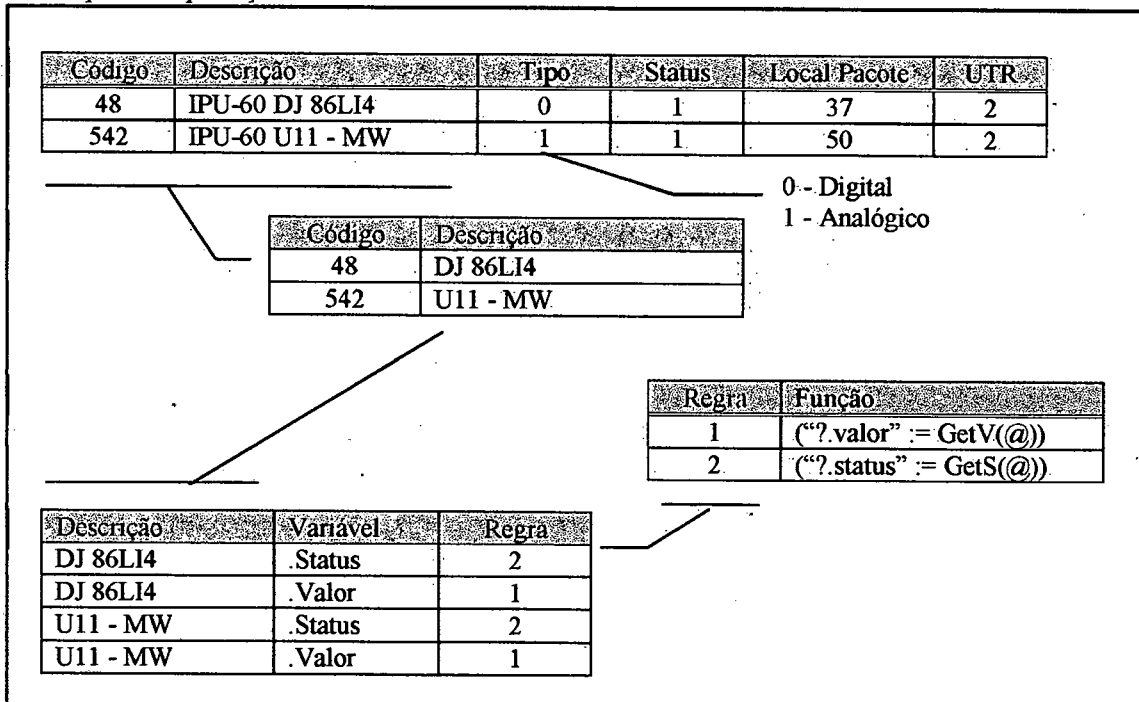 Código Descrição Tipo Status Local Pacote UTR
48 IPU-60 DJ 86LI4 0 1 37 2
542 IPU-60 U11 - MW 1 1 50 2
0 - Digital
1 - Analógico
Código Descrição
48 DJ 86LI4
542 U11 - MW
Regra Função
1 ("?.valor" := GetV(@))
2 ("?.status" := GetS(@))
Descrição Variável Regra
DJ 86LI4 .Status 2
DJ 86LI4 .Valor 1
U11 - MW .Status 2
U11 - MW .Valor 1